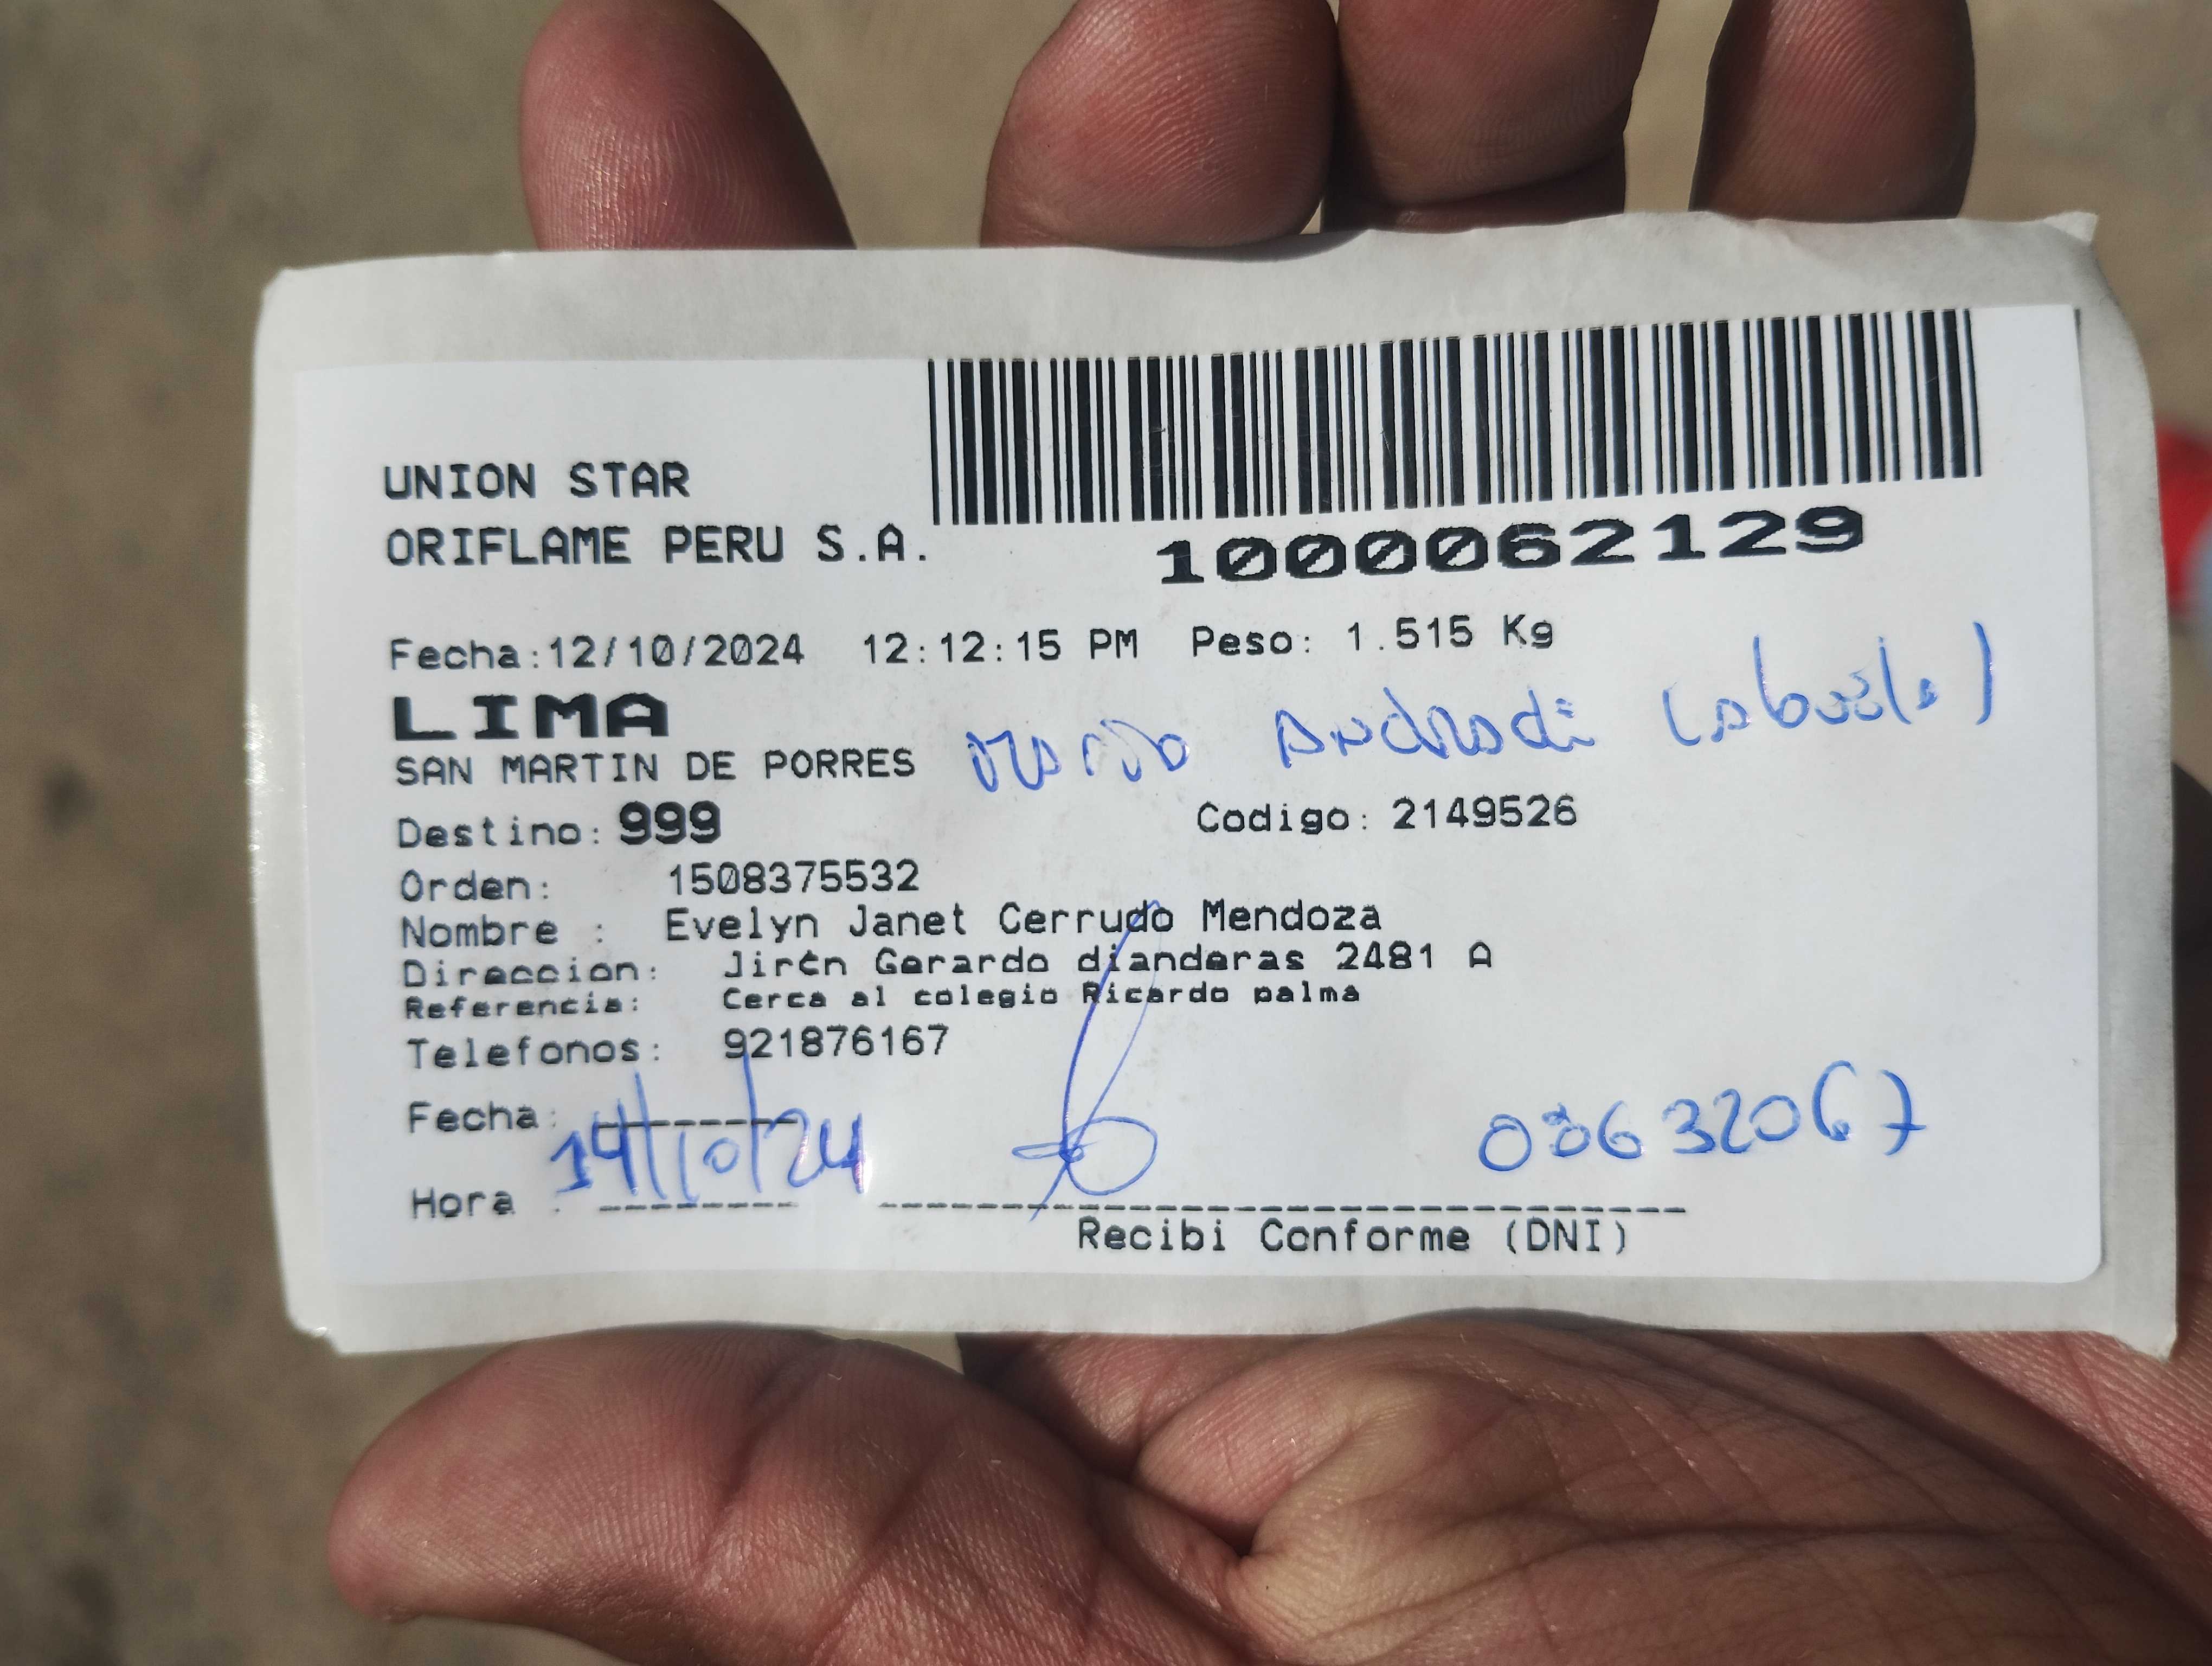 UNION STAR
ORIFLAME PERU S.A.
1000062129
Fecha:12/10/2024 12:12:15 PM Peso: 1.515 Kg
LIMA
SAN MARTIN DE PORRES
Andrade (abuela)
Destino: 999 Codigo: 2149526
Orden: 1508375532
Nombre : Evelyn Janet Cerrudo Mendoza
Direccion: Jirón Gerardo dianderas 2481 A
Referencia: Cerca al colegio Ricardo palma
Telefonos: 921876167
Fecha: 14/10/24
Hora :
Recibi Conforme (DNI)